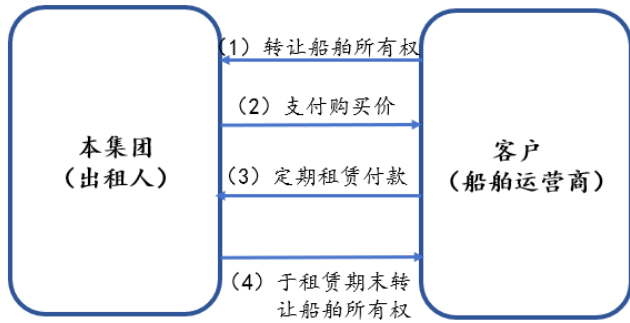 (1)转让船舶所有权
(2)支付购买价
本集团
(出租人)
(3)定期租赁付款
客户
(船舶运营商)
(4)于租赁期末转
让船舶所有权